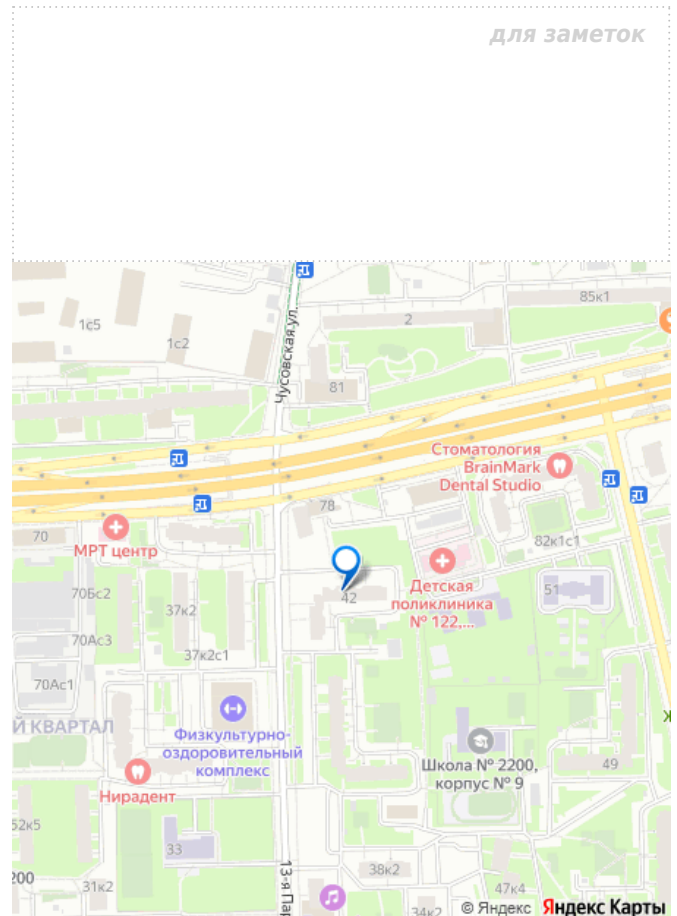 для заметок
85к1
1с5
2
1с2
Чусовская ул.
81
Стоматология
BrainMark
Dental Studio
78
70
МРТ центр
82к1с1
Детская
поликлиника
№ 122,...
51
70Бс2
42
37к2
70Ас3
37к2с1
70Ас1
Й КВАРТАЛ
Физкультурно-
оздоровительный
комплекс
Ж
Школа № 2200,
корпус № 9
49
Нирадент
52к5
33
13-я Пар
38к2
200
31к2
47к4
34к2
© Яндекс Яндекс Карты